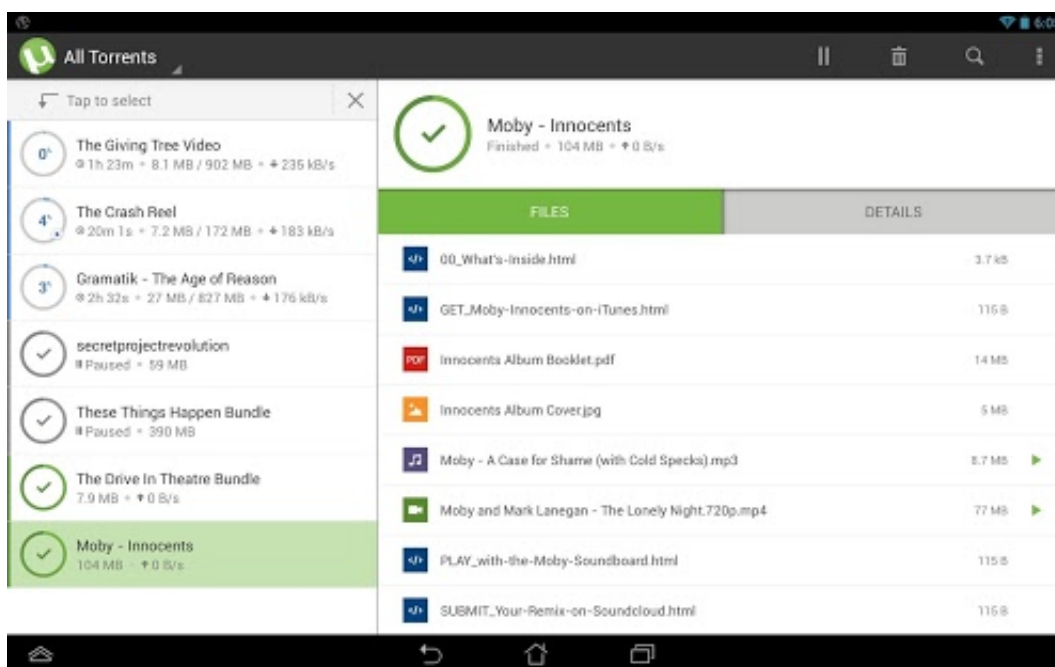 6:0
All Torrents
Tap to select
The Giving Tree Video
1h 23m • 8.1 MB / 902 MB • 235 kB/s
The Crash Reel
20m 1s • 7.2 MB / 172 MB • 183 kB/s
Gramatik - The Age of Reason
2h 32s • 27 MB / 827 MB • 176 kB/s
secretprojectrevolution
Paused • 59 MB
These Things Happen Bundle
Paused • 390 MB
The Drive In Theatre Bundle
7.9 MB • 0 B/s
Moby - Innocents
104 MB • 0 B/s
Moby - Innocents
Finished • 104 MB • 0 B/s
FILES DETAILS
00_What's-Inside.html 3.7 kB
GET_Moby-Innocents-on-iTunes.html 115 B
PDF Innocents Album Booklet.pdf 14 MB
Innocents Album Cover.jpg 5 MB
Moby - A Case for Shame (with Cold Specks).mp3 8.7 MB
Moby and Mark Lanegan - The Lonely Night.720p.mp4 77 MB
PLAY_with-the-Moby-Soundboard.html 115 B
SUBMIT_Your-Remix-on-Soundcloud.html 115 B